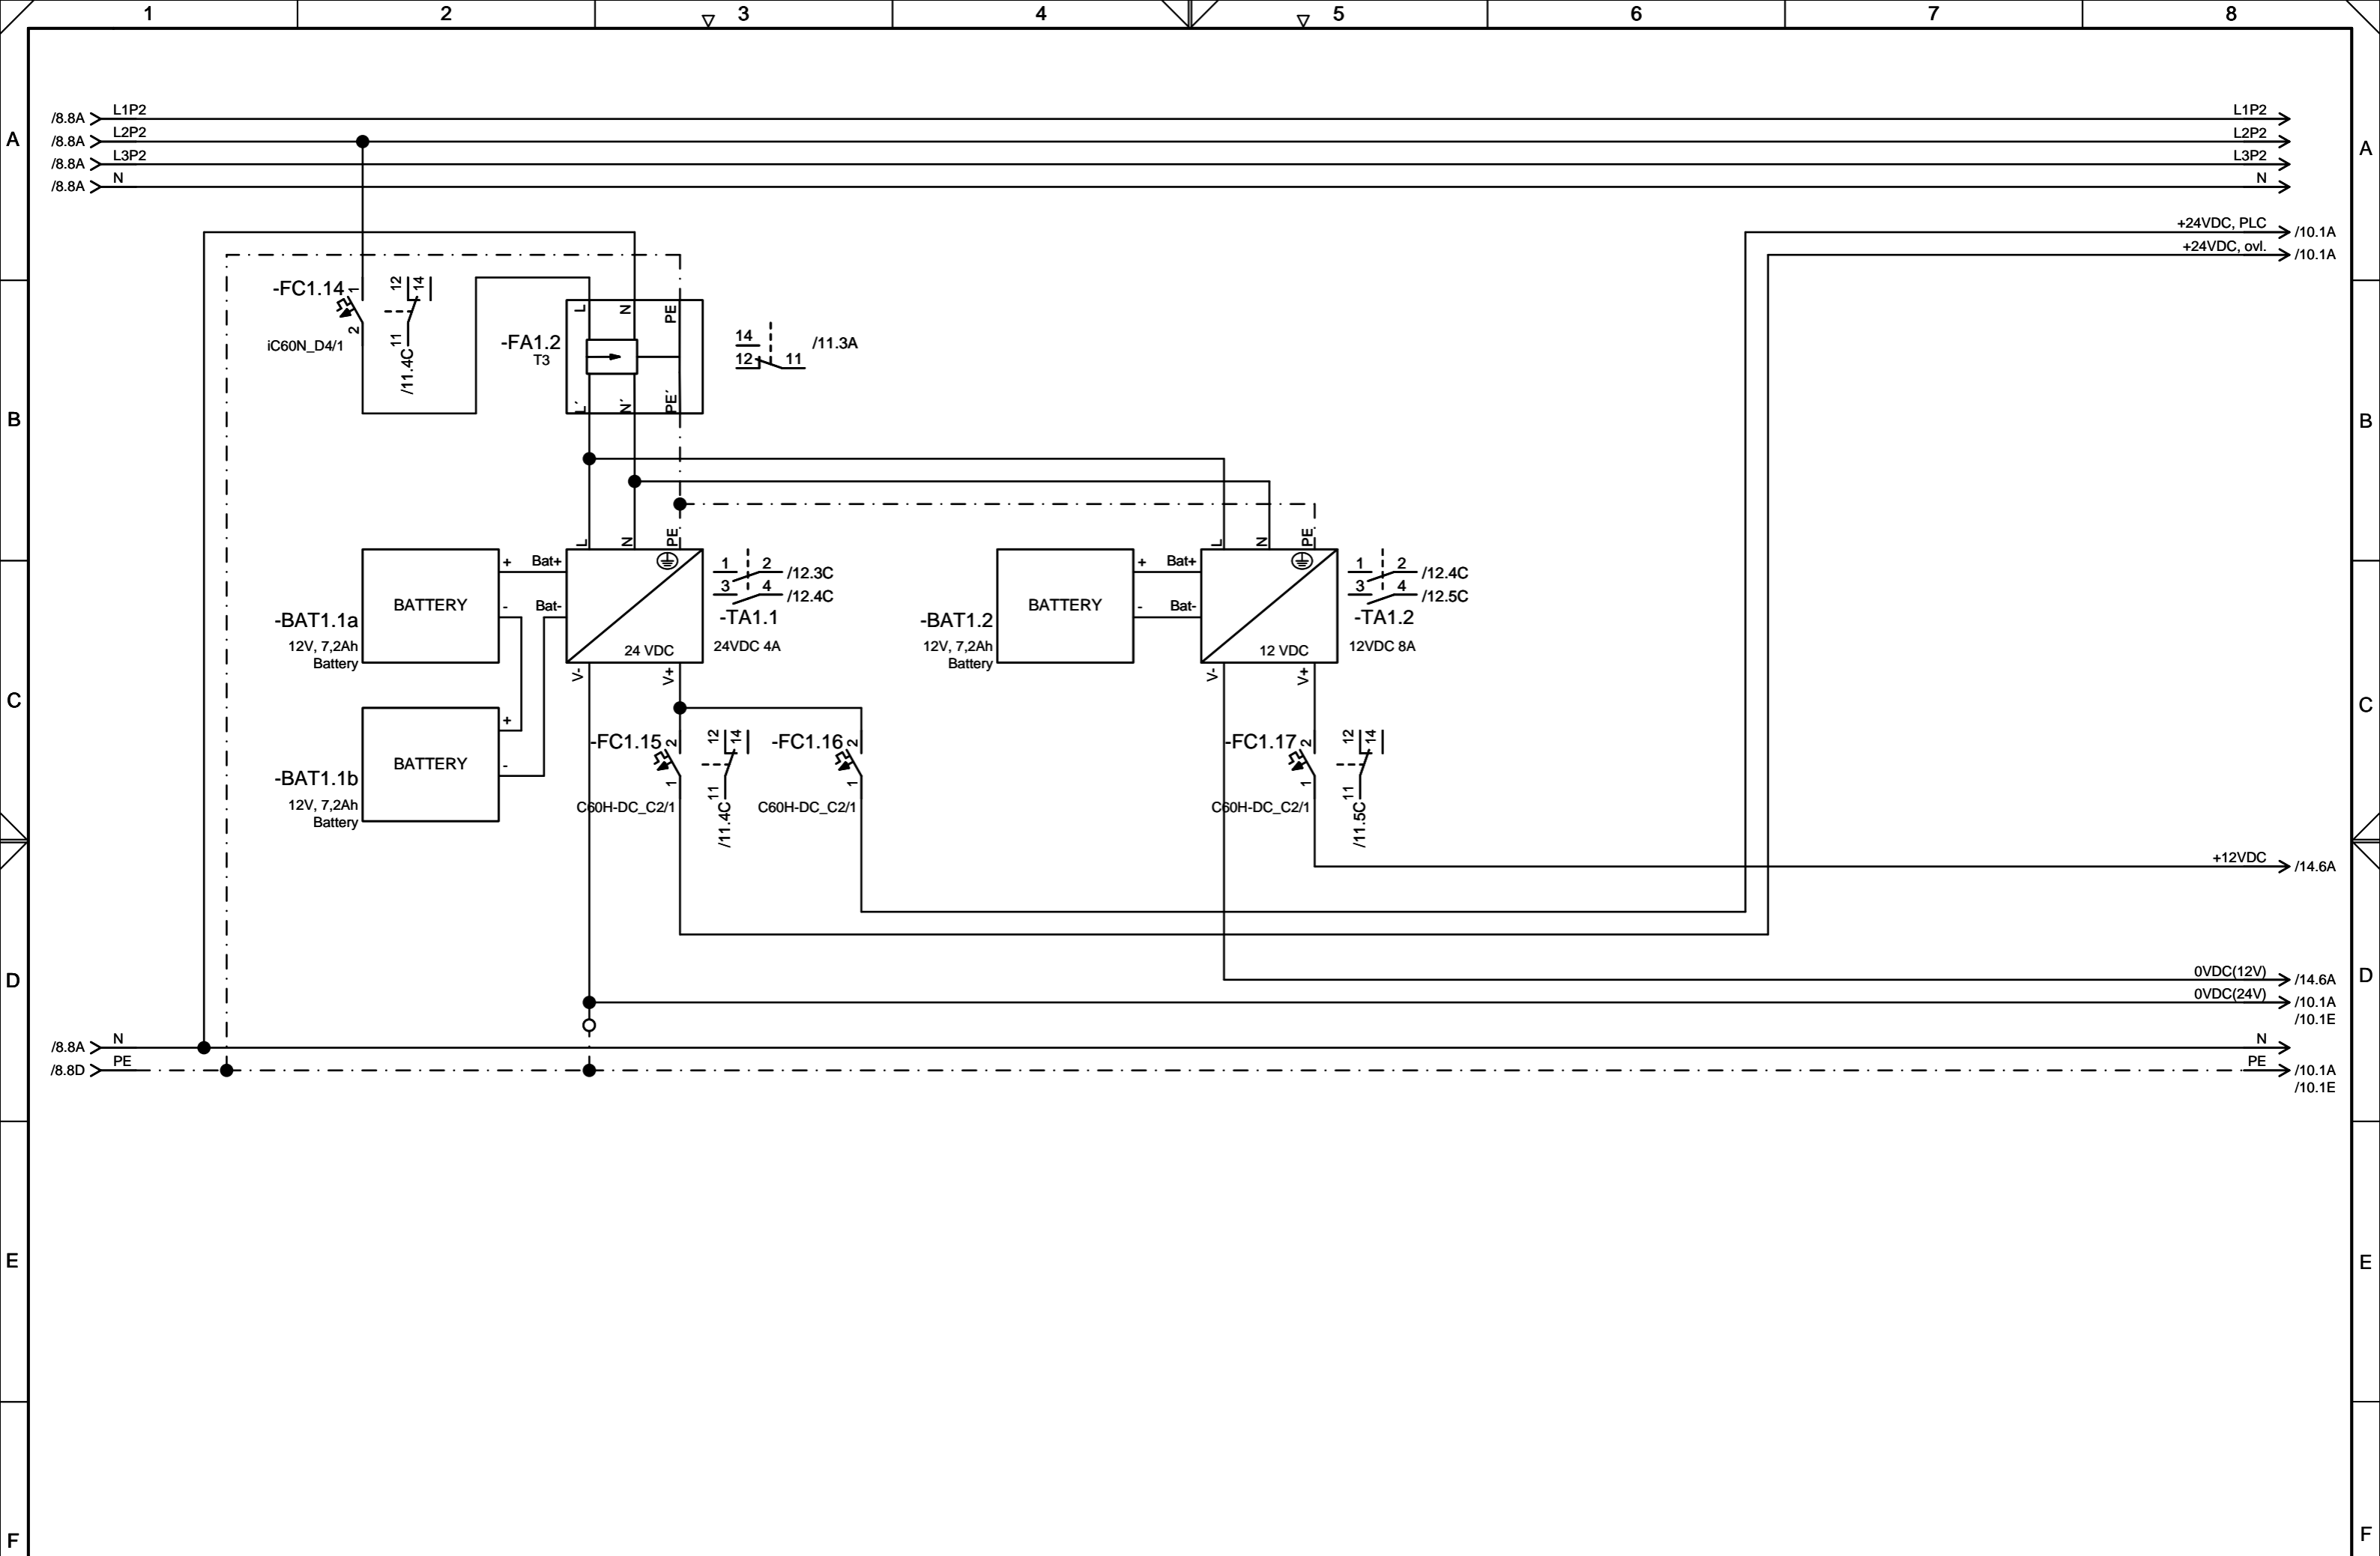 1 2 3 4 5 6 7 8
/8.8A L1P2 L1P2
/8.8A L2P2 L2P2
A A
/8.8A L3P2 L3P2
/8.8A N N
+24VDC, PLC /10.1A
+24VDC, ovl. /10.1A
-FC1.14 1 2
iC60N_D4/1
12 14 11 /11.4C
-FA1.2
T3
L N PE
L´ N´ PE´
14
12 11 /11.3A
B B
L N PE
L N PE
BATTERY + Bat+
- Bat-
-BAT1.1a
12V, 7,2Ah
Battery
24 VDC
1 2 /12.3C
3 4 /12.4C
-TA1.1
24VDC 4A
V- V+
BATTERY + Bat+
- Bat-
-BAT1.2
12V, 7,2Ah
Battery
12 VDC
1 2 /12.4C
3 4 /12.5C
-TA1.2
12VDC 8A
V- V+
C C
BATTERY +
-
-BAT1.1b
12V, 7,2Ah
Battery
-FC1.15 2 1
C60H-DC_C2/1
12 14 11 /11.4C
-FC1.16 2 1
C60H-DC_C2/1
-FC1.17 2 1
C60H-DC_C2/1
12 14 11 /11.5C
+12VDC /14.6A
D D
0VDC(12V) /14.6A
0VDC(24V) /10.1A
/10.1E
/8.8A N N
/8.8D PE PE /10.1A
/10.1E
E E
F F